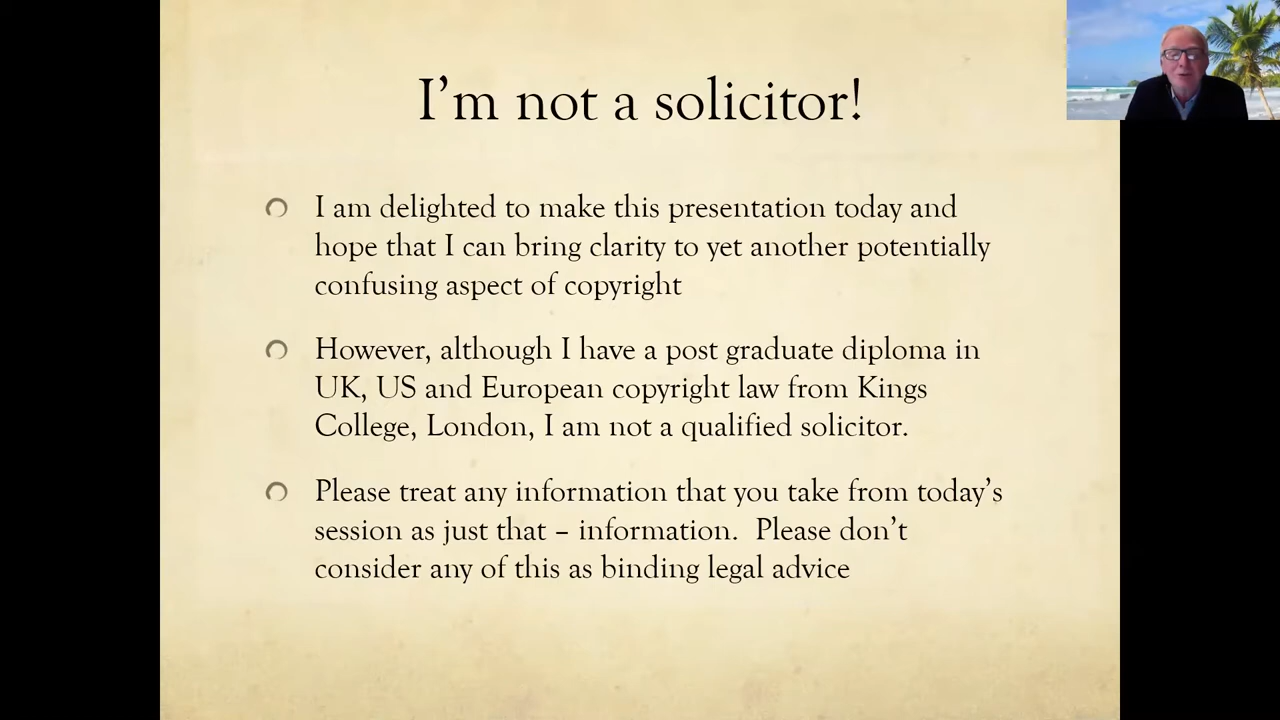 I'm not a solicitor!
I am delighted to make this presentation today and
hope that I can bring clarity to yet another potentially
confusing aspect of copyright
However, although I have a post graduate diploma in
UK, US and European copyright law from Kings
College, London, I am not a qualified solicitor.
Please treat any information that you take from today's
session as just that – information.  Please don't
consider any of this as binding legal advice